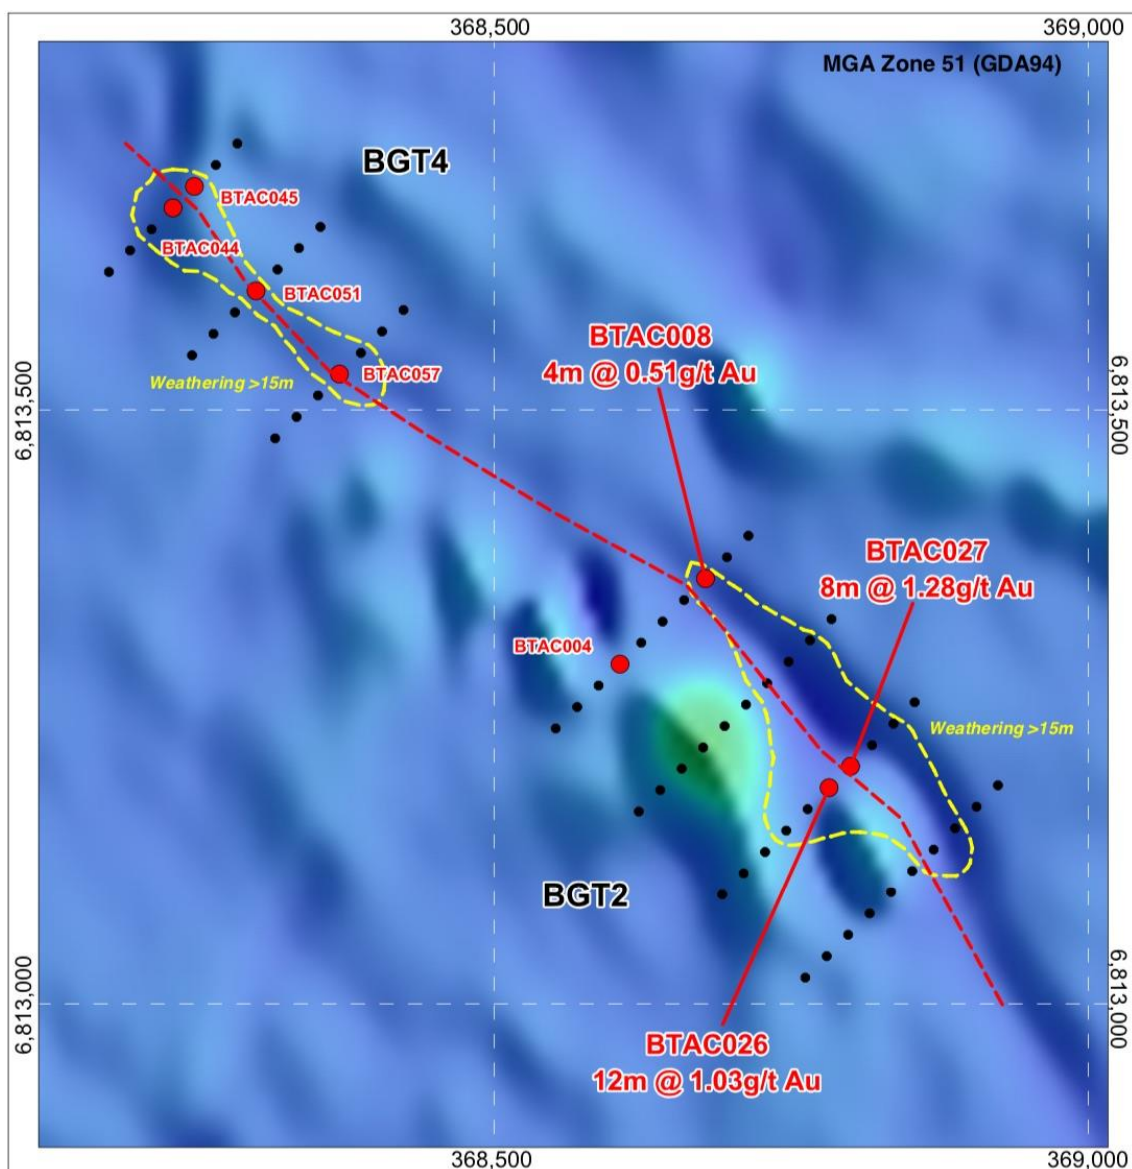 368,500
369,000
MGA Zone 51 (GDA94)
BGT4
BTAC045
BTAC044
BTAC051
BTAC057
Weathering >15m
BTAC008
4m @ 0.51g/t Au
6,813,500
6,813,500
BTAC027
8m @ 1.28g/t Au
BTAC004
Weathering >15m
BGT2
6,813,000
6,813,000
BTAC026
12m @ 1.03g/t Au
368,500
369,000